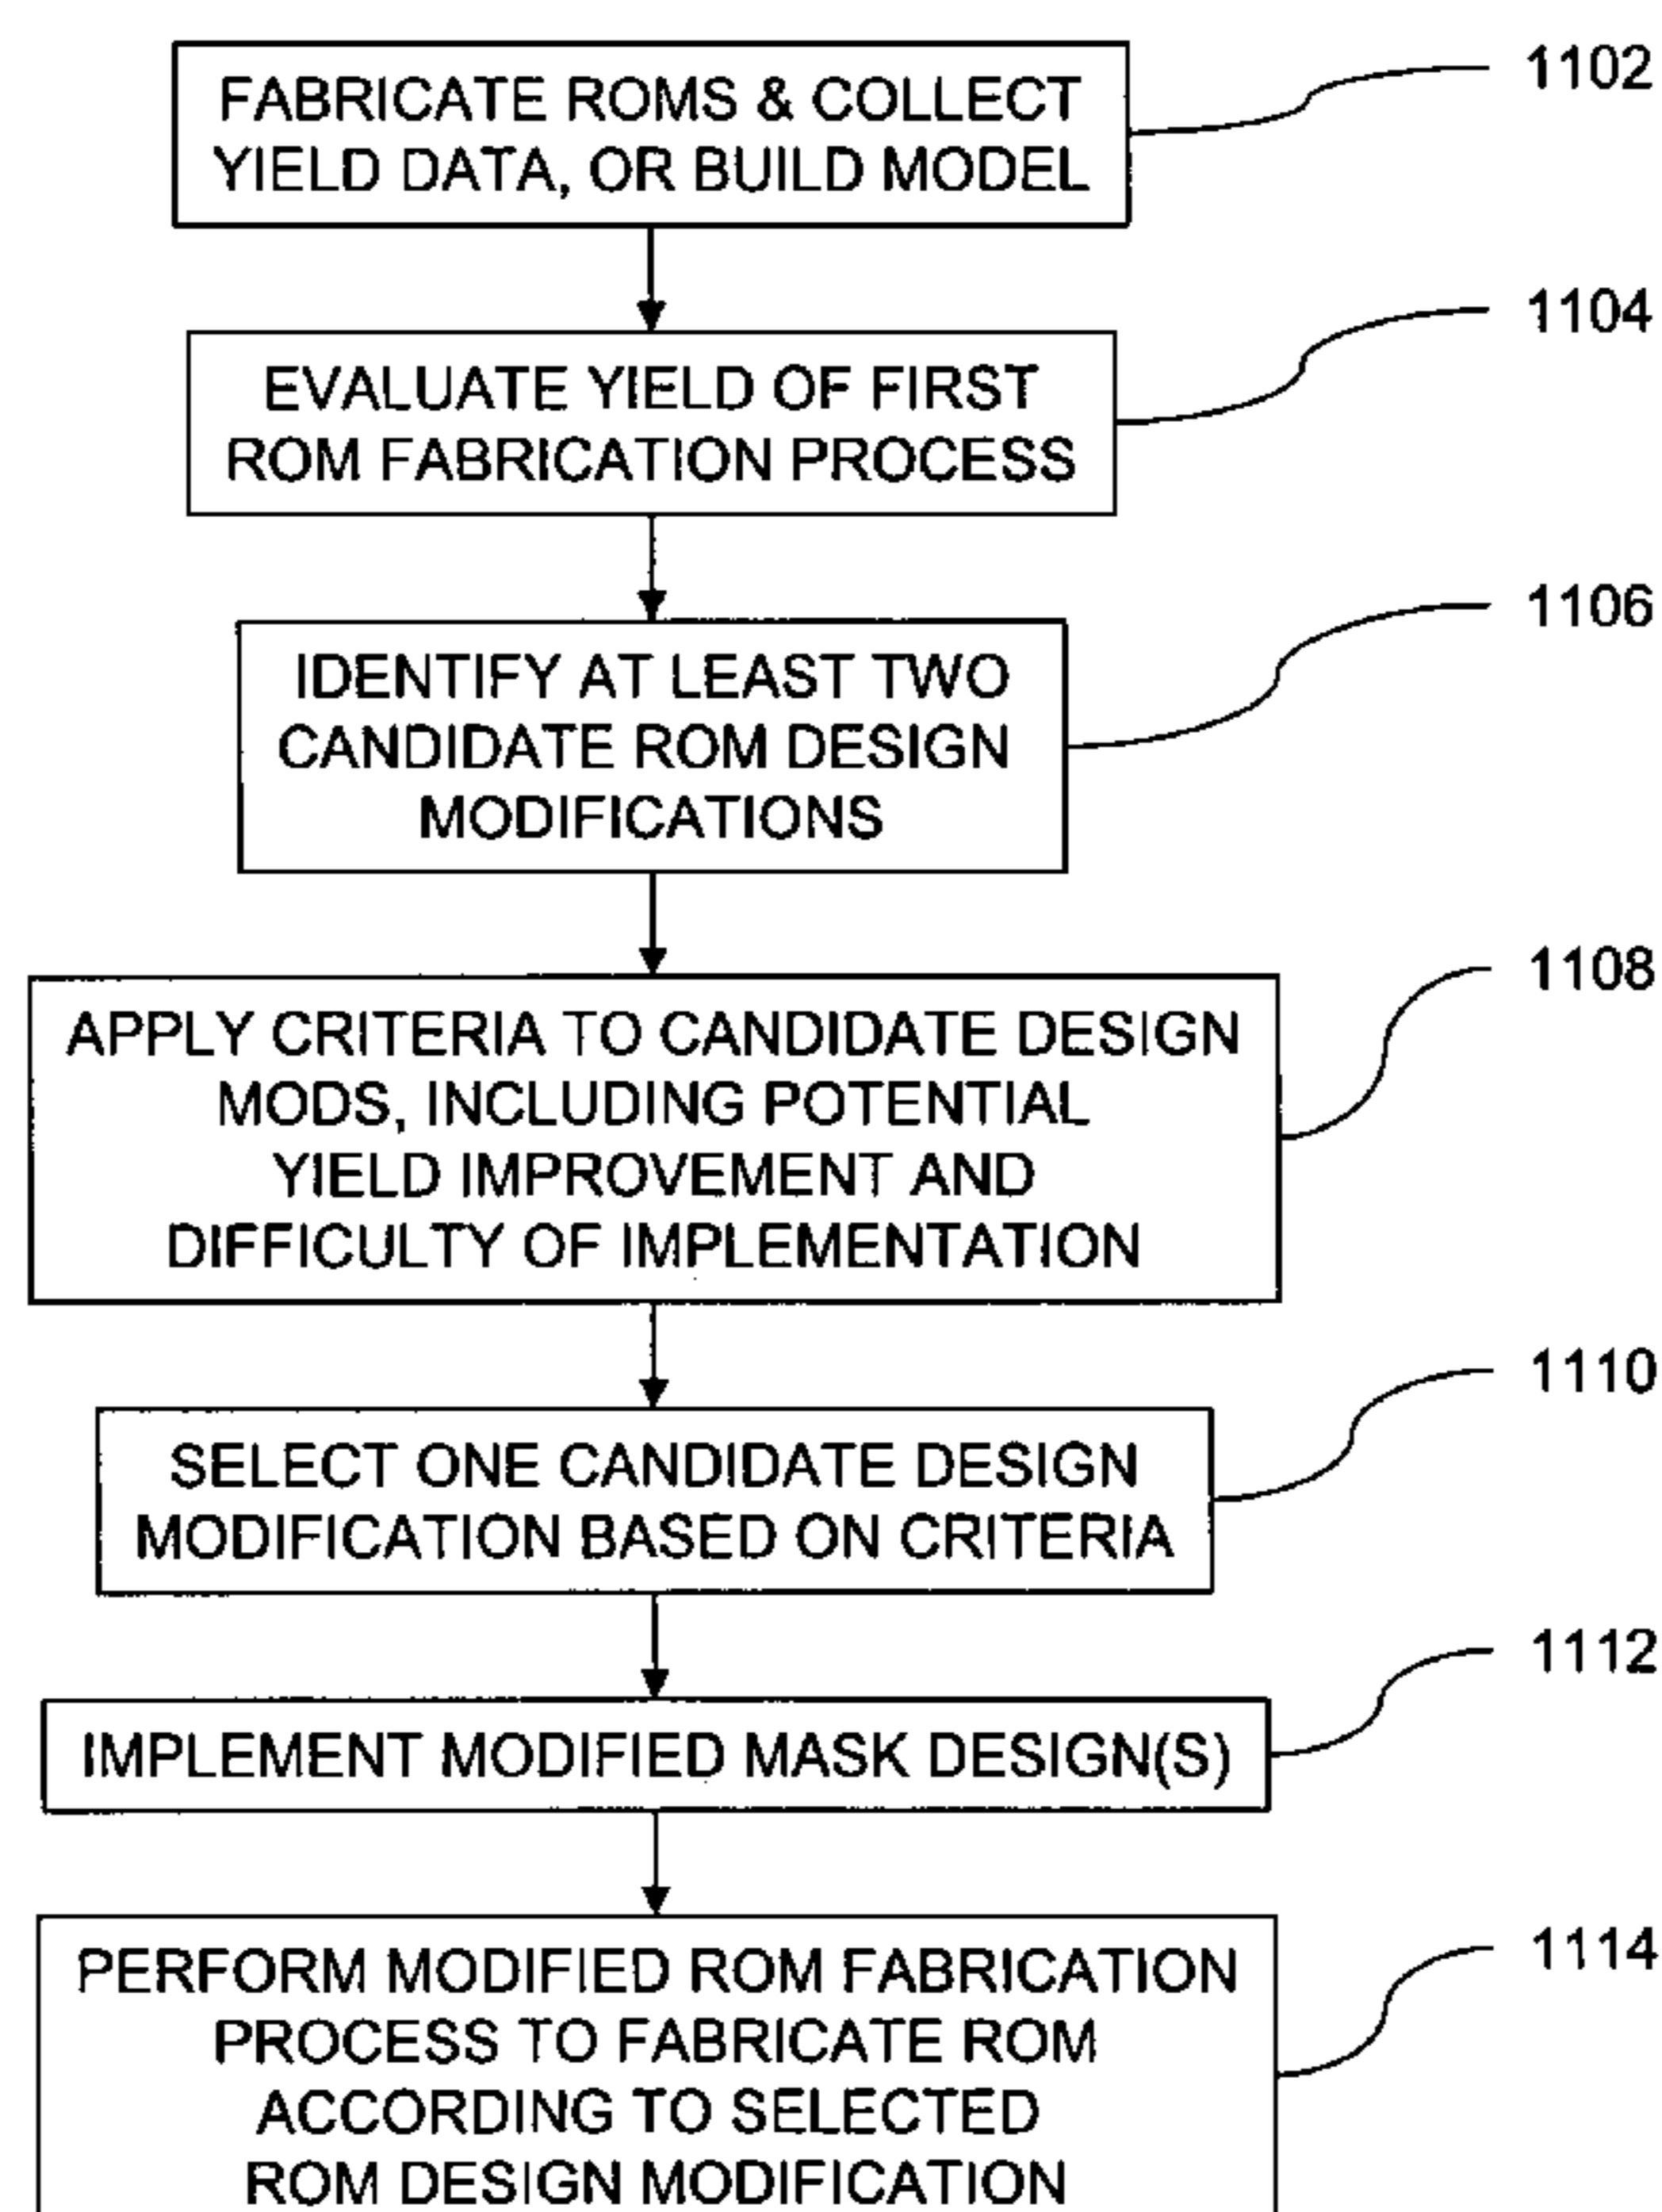 FABRICATE ROMS & COLLECT
YIELD DATA, OR BUILD MODEL
1102
EVALUATE YIELD OF FIRST
ROM FABRICATION PROCESS
1104
IDENTIFY AT LEAST TWO
CANDIDATE ROM DESIGN
MODIFICATIONS
1106
APPLY CRITERIA TO CANDIDATE DESIGN
MODS, INCLUDING POTENTIAL
YIELD IMPROVEMENT AND
DIFFICULTY OF IMPLEMENTATION
1108
SELECT ONE CANDIDATE DESIGN
MODIFICATION BASED ON CRITERIA
1110
IMPLEMENT MODIFIED MASK DESIGN(S)
1112
PERFORM MODIFIED ROM FABRICATION
PROCESS TO FABRICATE ROM
ACCORDING TO SELECTED
ROM DESIGN MODIFICATION
1114